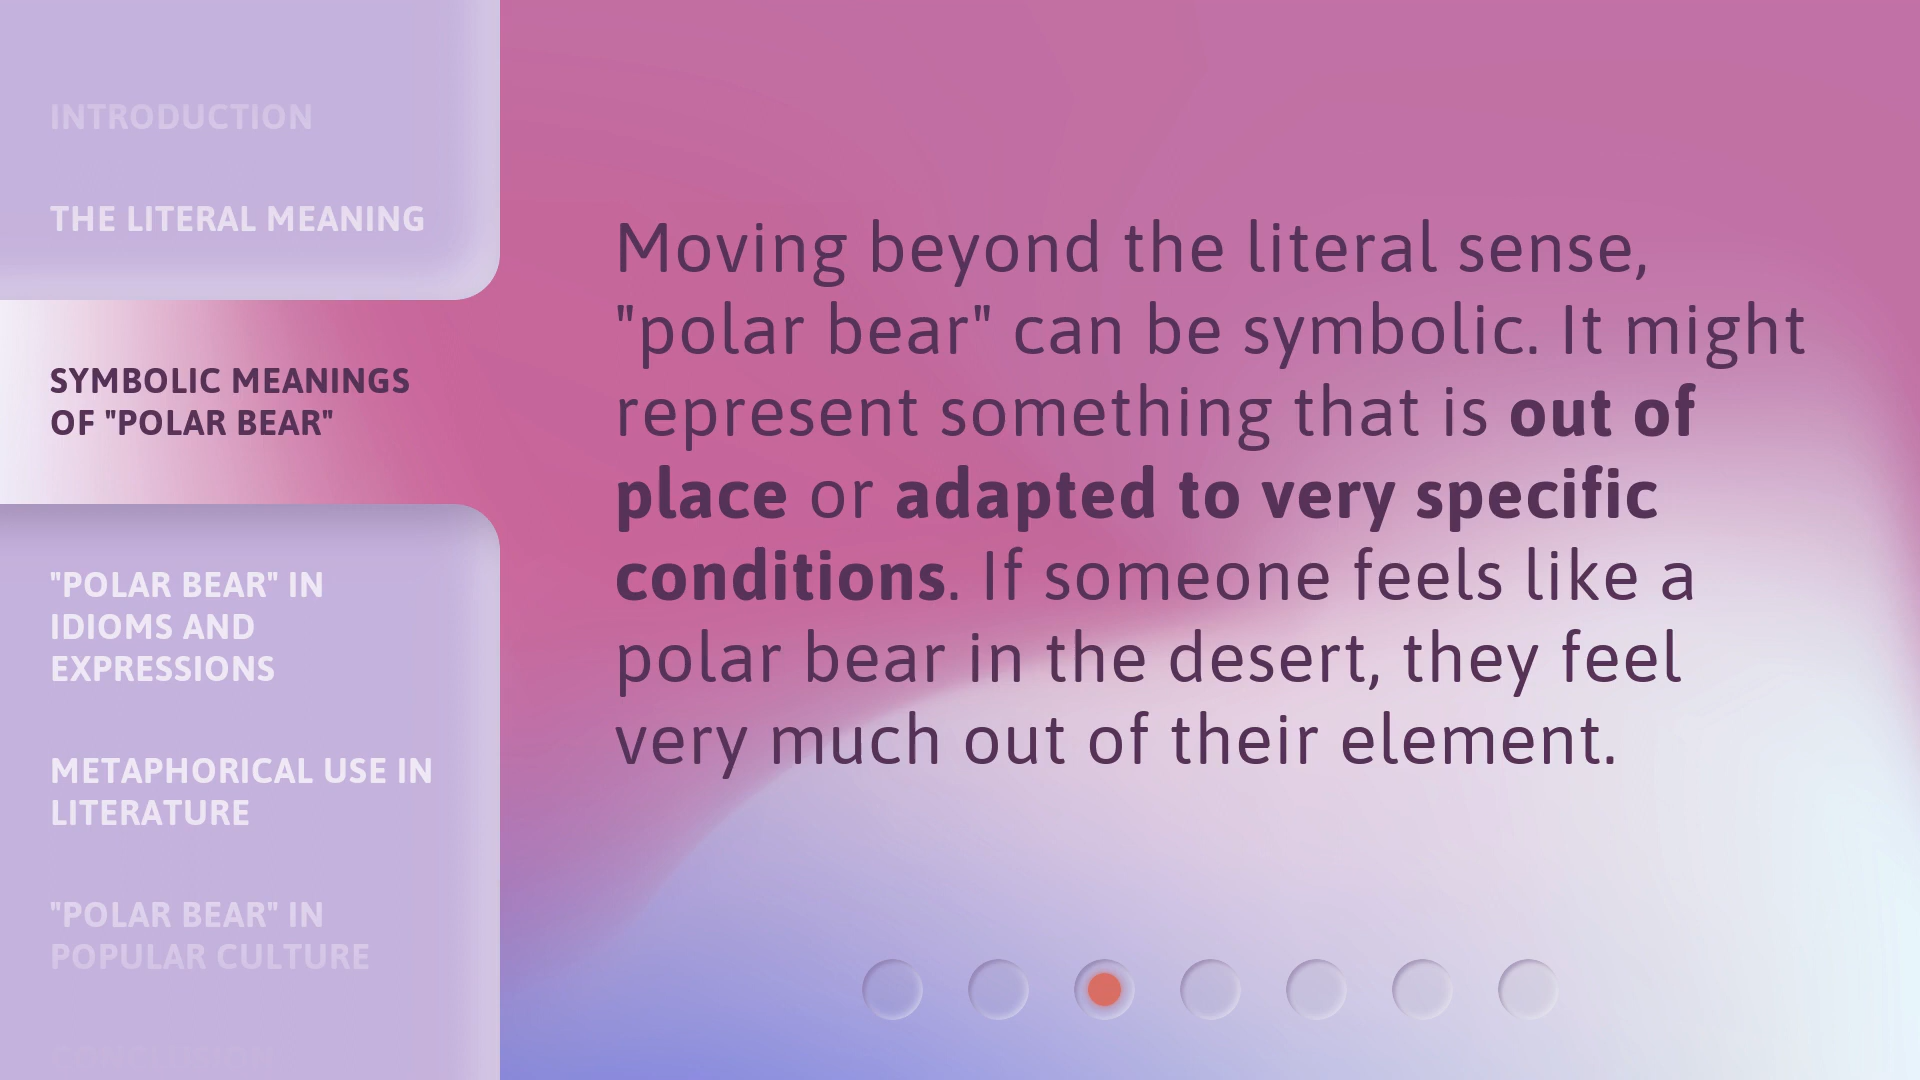 INTRODUCTION
THE LITERAL MEANING
SYMBOLIC MEANINGS
OF "POLAR BEAR"
"POLAR BEAR" IN
IDIOMS AND
EXPRESSIONS
METAPHORICAL USE IN
LITERATURE
"POLAR BEAR" IN
POPULAR CULTURE
CONCLUSION
Moving beyond the literal sense,
"polar bear" can be symbolic. It might
represent something that is out of
place or adapted to very specific
conditions. If someone feels like a
polar bear in the desert, they feel
very much out of their element.